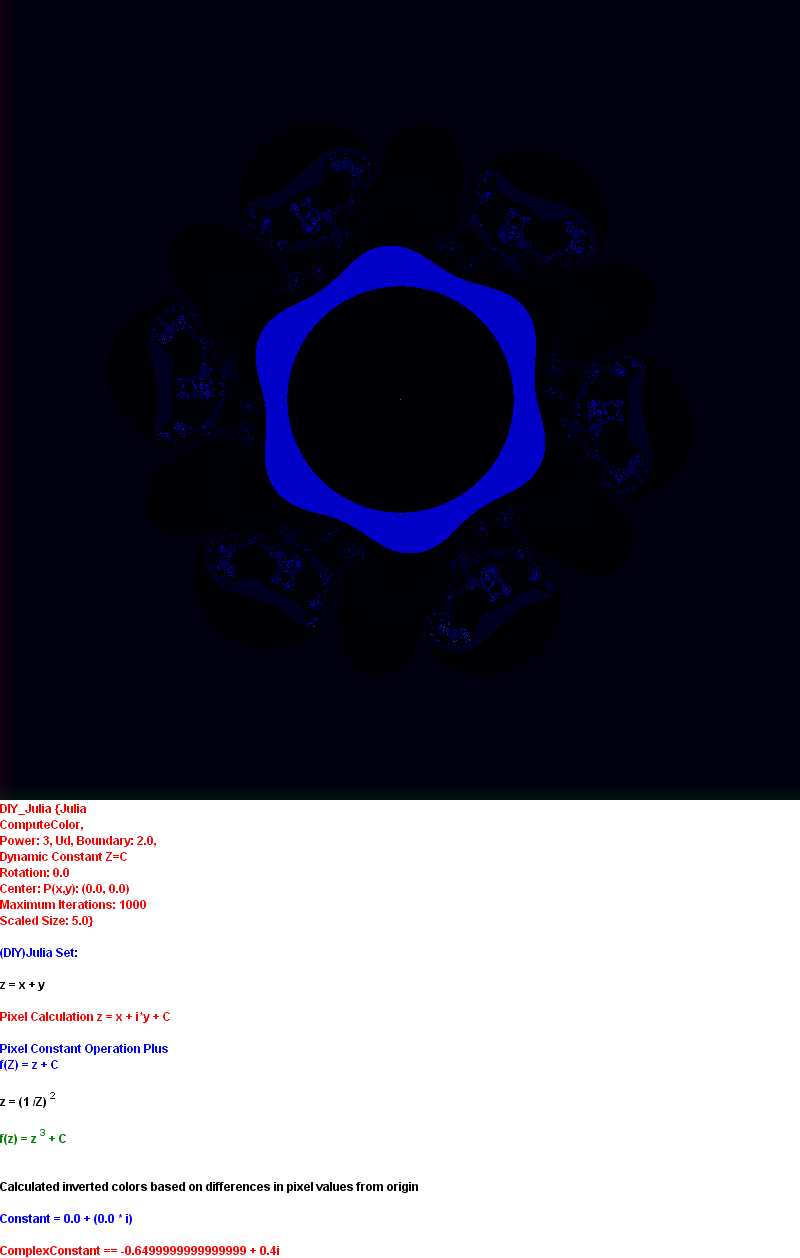 DIY_Julia {Julia
ComputeColor,
Power: 3, Ud, Boundary: 2.0,
Dynamic Constant Z=C
Rotation: 0.0
Center: P(x,y): (0.0, 0.0)
Maximum Iterations: 1000
Scaled Size: 5.0}
(DIY)Julia Set:
z = x + y
Pixel Calculation z = x + i*y + C
Pixel Constant Operation Plus
f(Z) = z + C
z = (1 /Z) ²
f(z) = z ³ + C
Calculated inverted colors based on differences in pixel values from origin
Constant = 0.0 + (0.0 * i)
ComplexConstant == -0.6499999999999999 + 0.4i